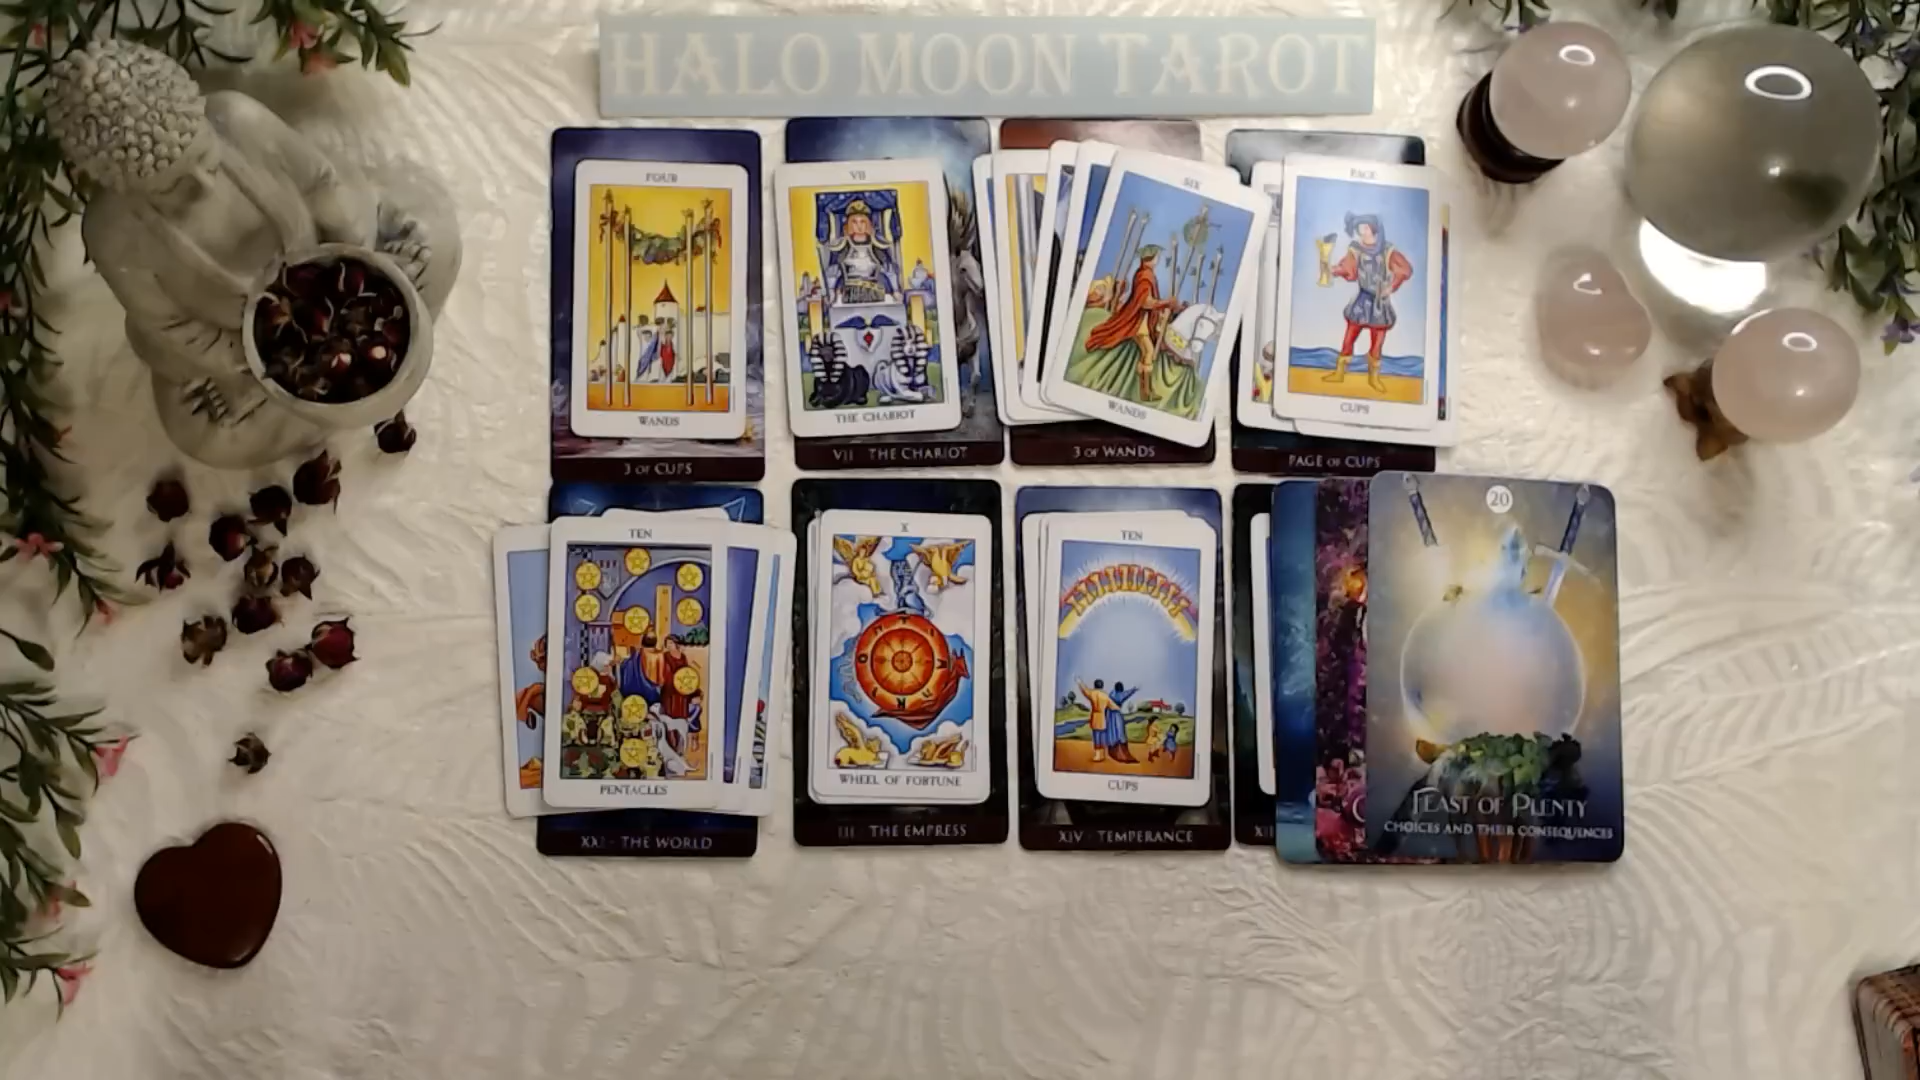 HALO MOON TAROT
FOUR
WANDS
3 OF CUPS
VII
THE CHARIOT
VII THE CHARIOT
SIX
WANDS
3 OF WANDS
PAGE
CUPS
PAGE OF CUPS
TEN
PENTACLES
XXI - THE WORLD
X
WHEEL OF FORTUNE
III THE EMPRESS
TEN
CUPS
XIV - TEMPERANCE
XII
20
FEAST OF PLENTY
CHOICES AND THEIR CONSEQUENCES